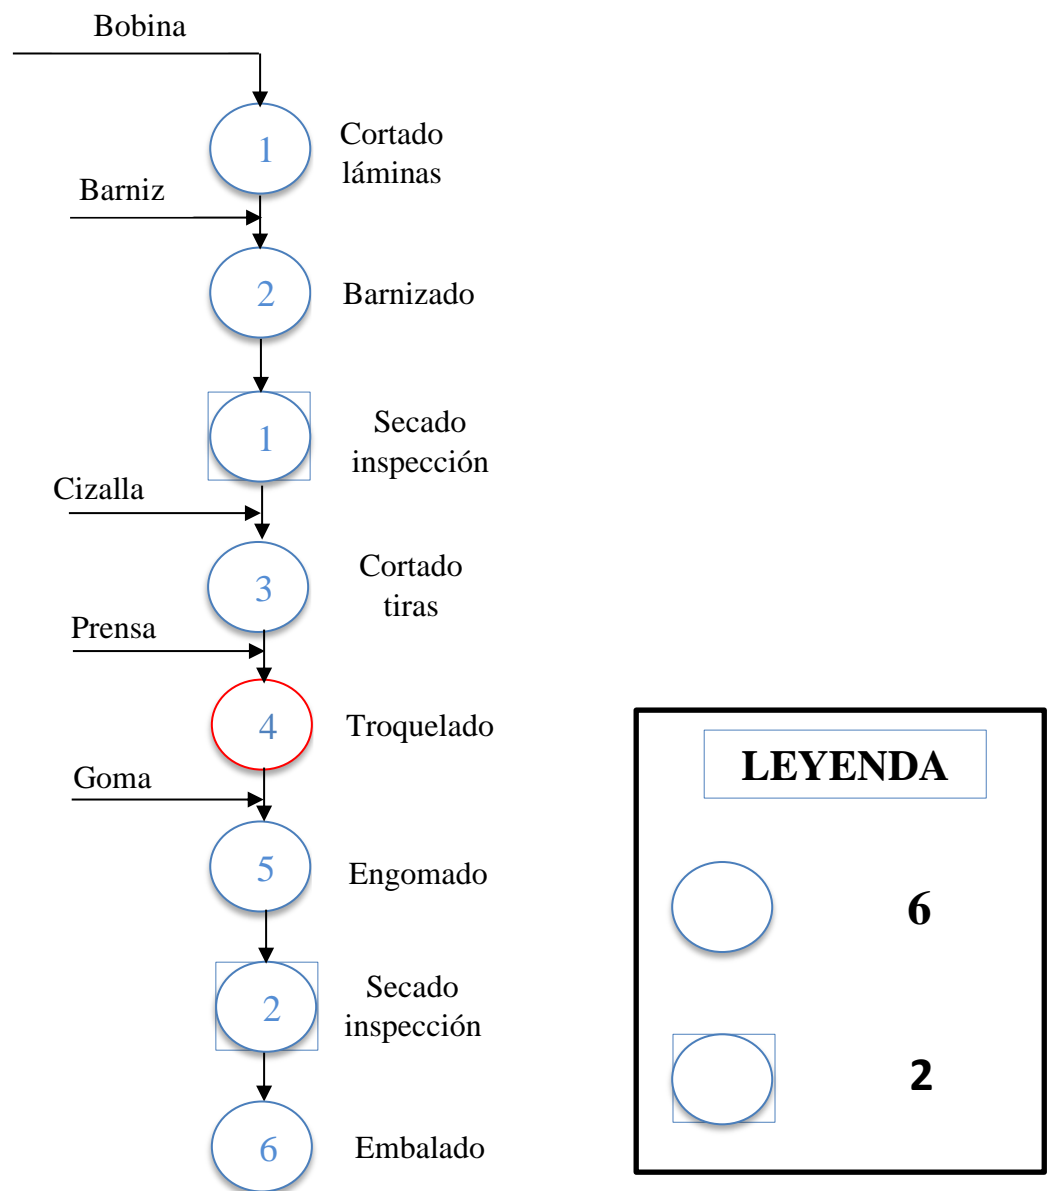 Bobina
1
Cortado
láminas
Barniz
2
Barnizado
1
Secado
inspección
Cizalla
3
Cortado
tiras
Prensa
4
Troquelado
Goma
5
Engomado
2
Secado
inspección
6
Embalado
LEYENDA
6
2